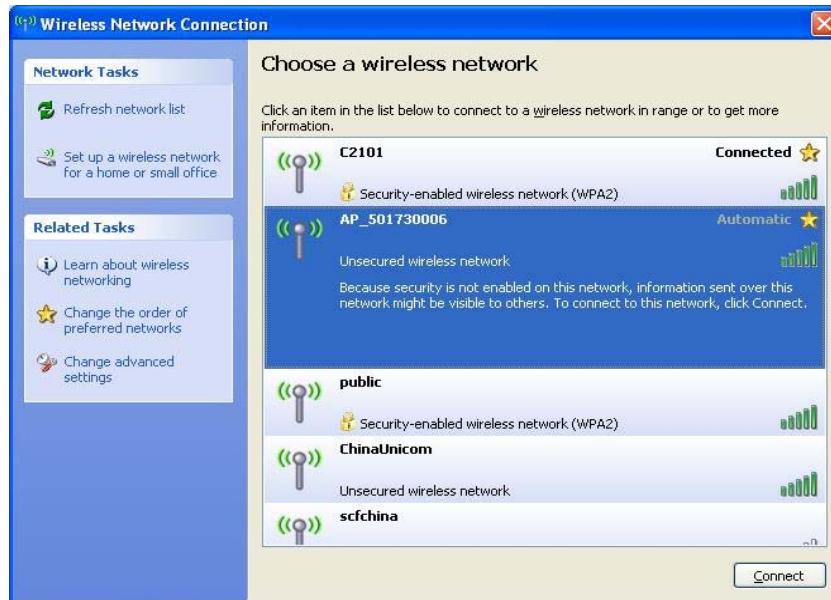 Wireless Network Connection
Network Tasks
Refresh network list
Set up a wireless network
for a home or small office
Related Tasks
Learn about wireless
networking
Change the order of
preferred networks
Change advanced
settings
Choose a wireless network
Click an item in the list below to connect to a wireless network in range or to get more
information.
C2101
Connected
Security-enabled wireless network (WPA2)
AP_501730006
Automatic
Unsecured wireless network
Because security is not enabled on this network, information sent over this
network might be visible to others. To connect to this network, click Connect.
public
Security-enabled wireless network (WPA2)
ChinaUnicom
Unsecured wireless network
scfchina
Connect